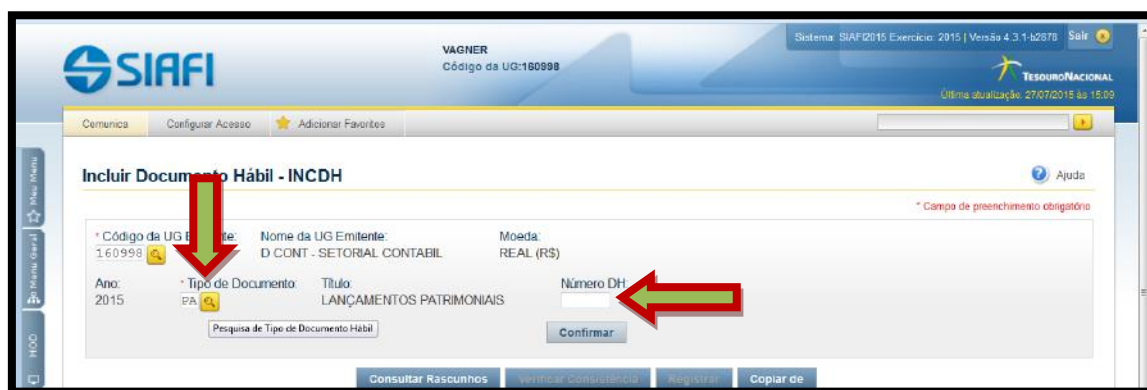 Sistema: SIAFI2015 Exercício: 2015 | Versão 4.3.1-b2878 Sair
SIAFI
VAGNER
Código da UG:160998
TESOURONACIONAL
Última atualização: 27/07/2015 às 15:09
Comunica Configurar Acesso Adicionar Favoritos
Meu Menu
Menu Geral
HOD
Incluir Documento Hábil - INCDH
Ajuda
* Campo de preenchimento obrigatório
* Código da UG Nome da UG Emitente: Moeda:
160998 D CONT - SETORIAL CONTABIL REAL (R$)
Ano: * Tipo de Documento: Título: Número DH:
2015 PA LANÇAMENTOS PATRIMONIAIS
Pesquisa de Tipo de Documento Hábil
Confirmar
Consultar Rascunhos Verificar Consistência Registrar Copiar de